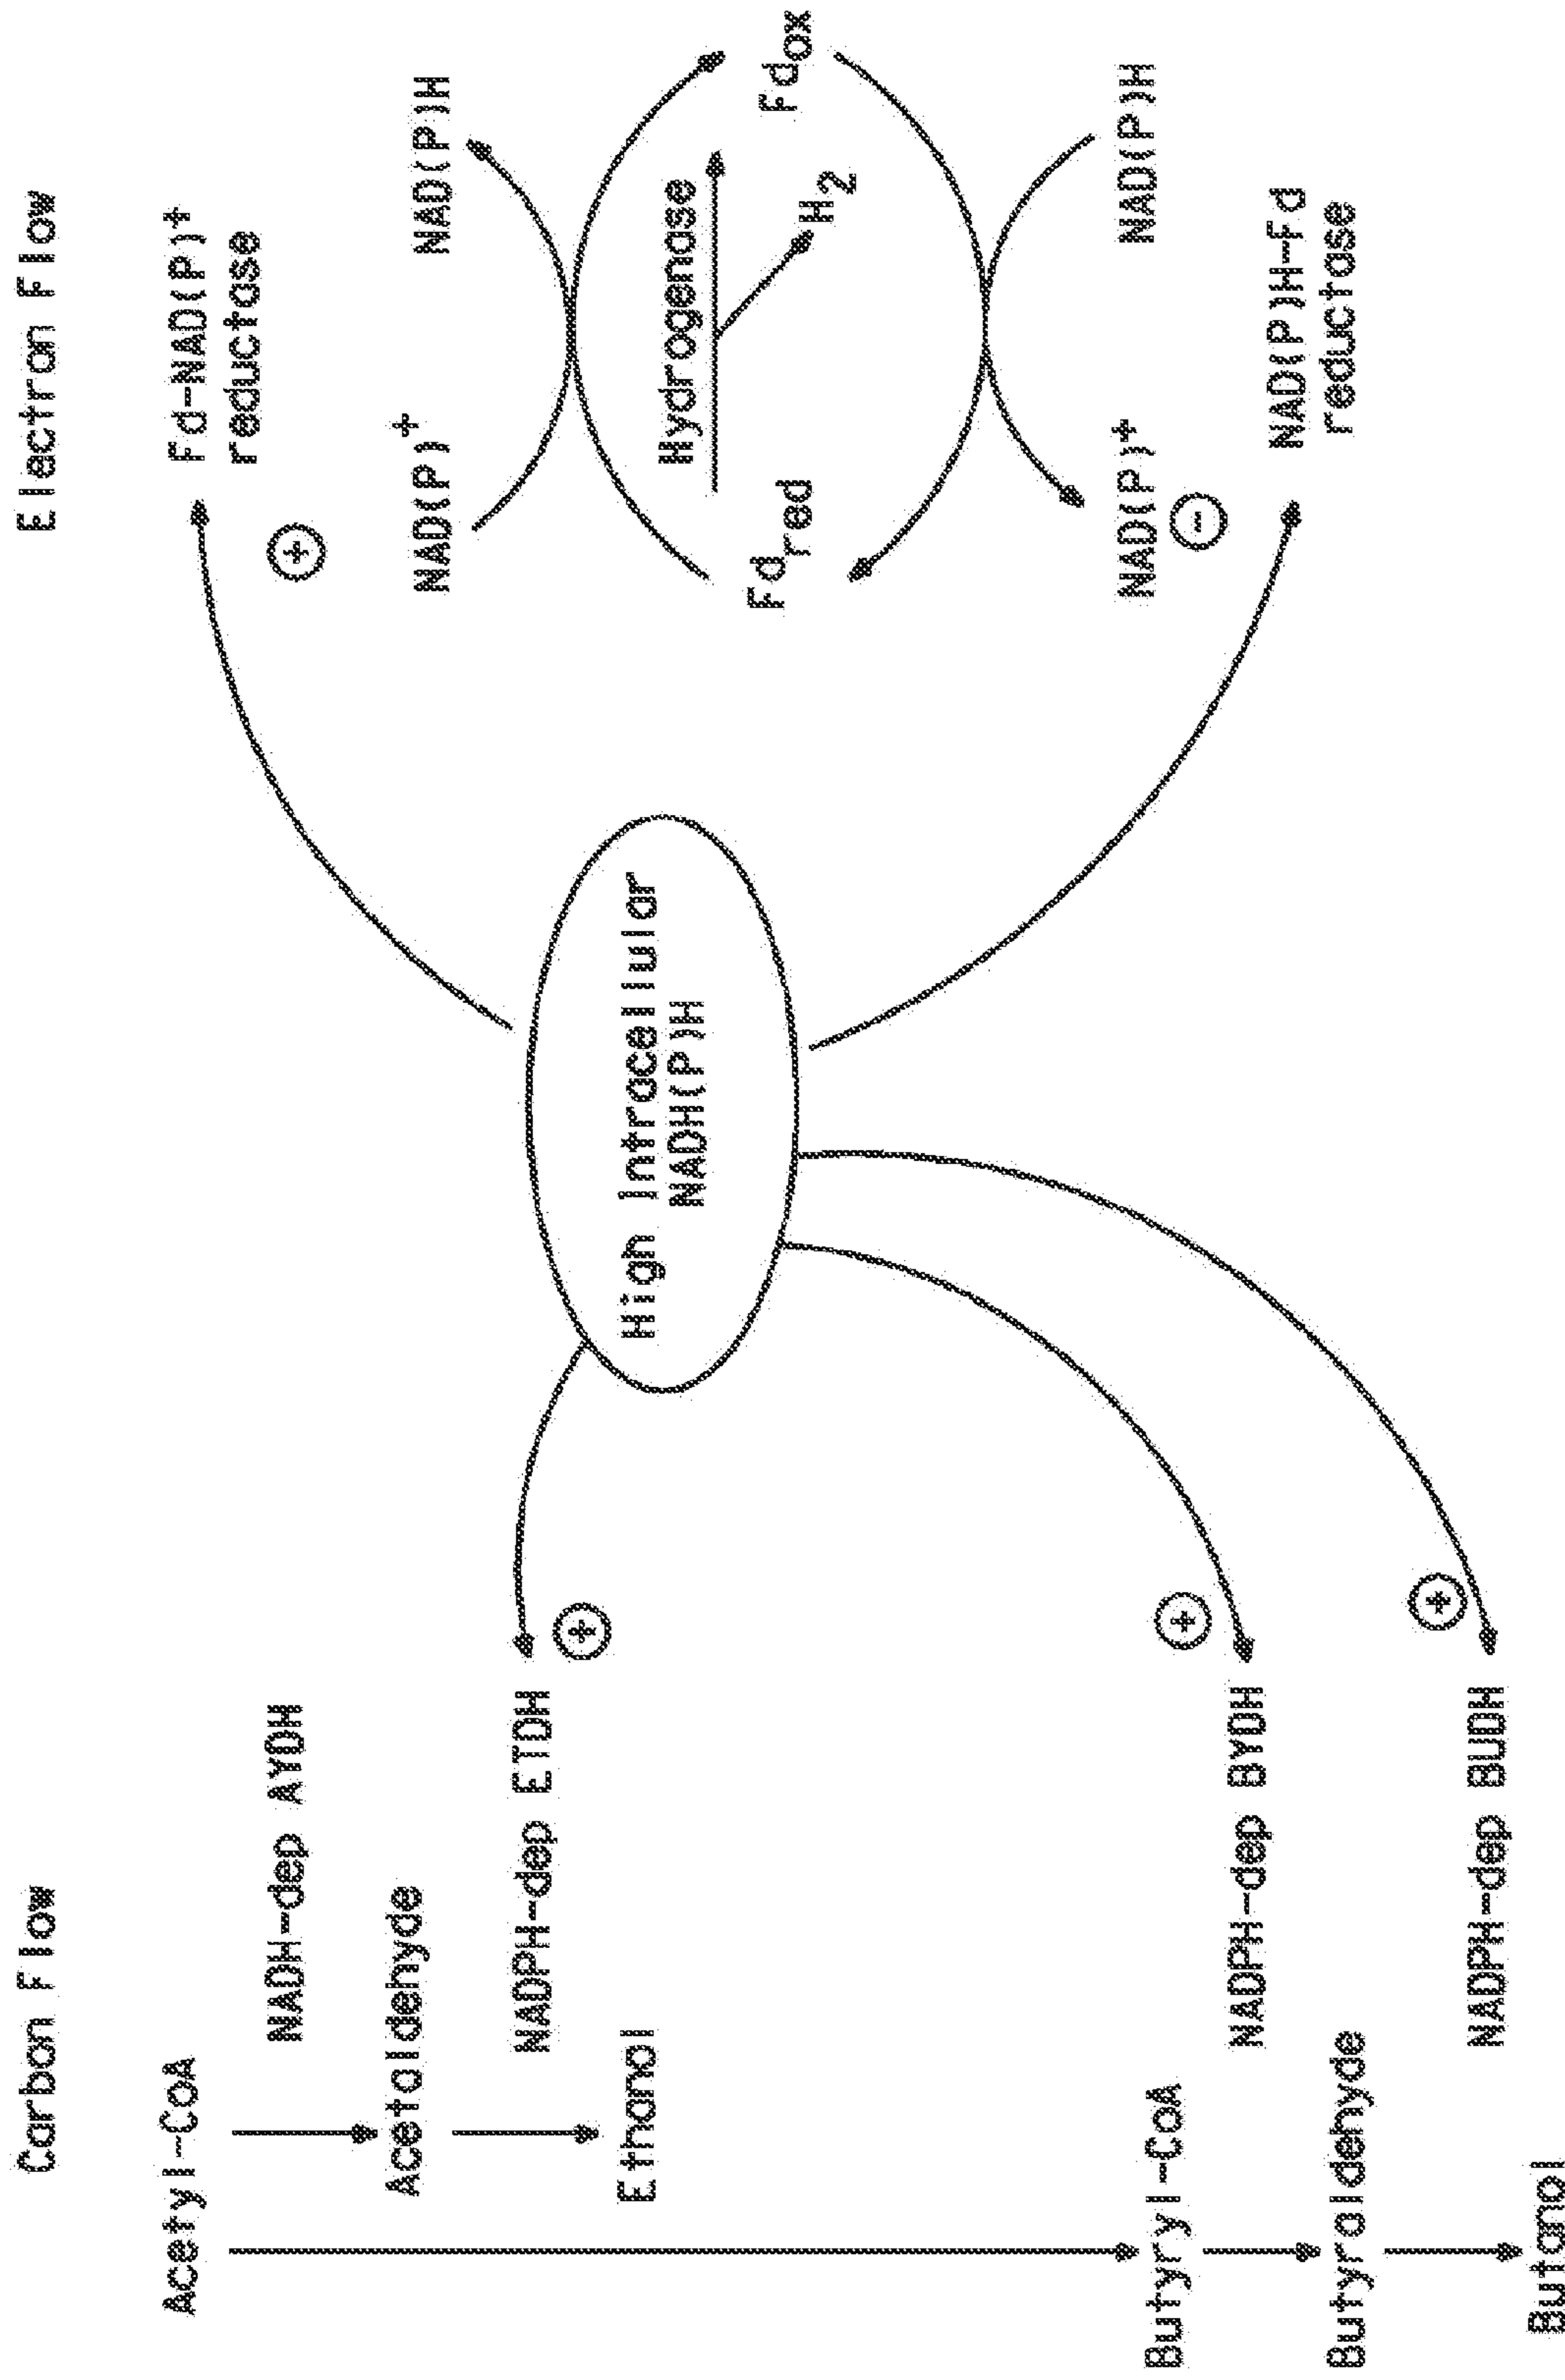 Carbon Flow
Electron Flow
Acetyl-CoA
NADH-dep AYDH
Acetaldehyde
NADPH-dep ETDH
+
Ethanol
Butyryl-CoA
NADPH-dep BYDH
+
Butyraldehyde
NADPH-dep BUDH
+
Butanol
High Intracellular
NADH(P)H
Fd-NAD(P)+
reductase
+
NAD(P)+
NAD(P)H
Hydrogenase
Fdred
Fdox
H2
NAD(P)+
NAD(P)H
-
NAD(P)H-Fd
reductase